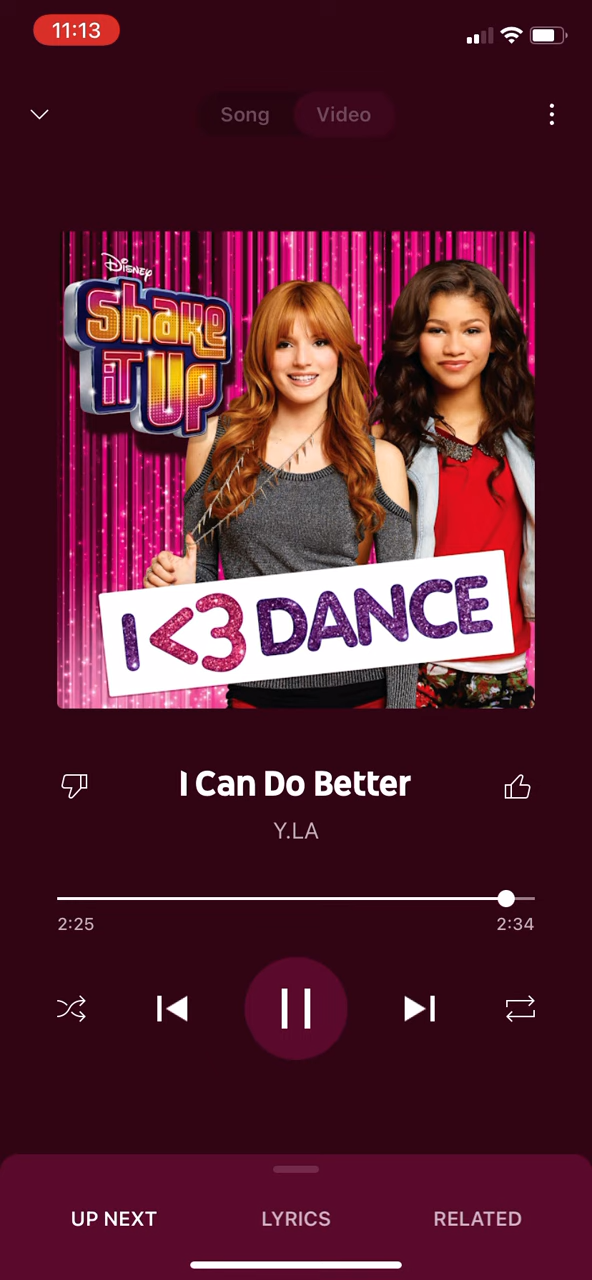 11:13
Song Video
Disney
Shake
iT UP
I<3 DANCE
I Can Do Better
Y.LA
2:25 2:34
UP NEXT LYRICS RELATED